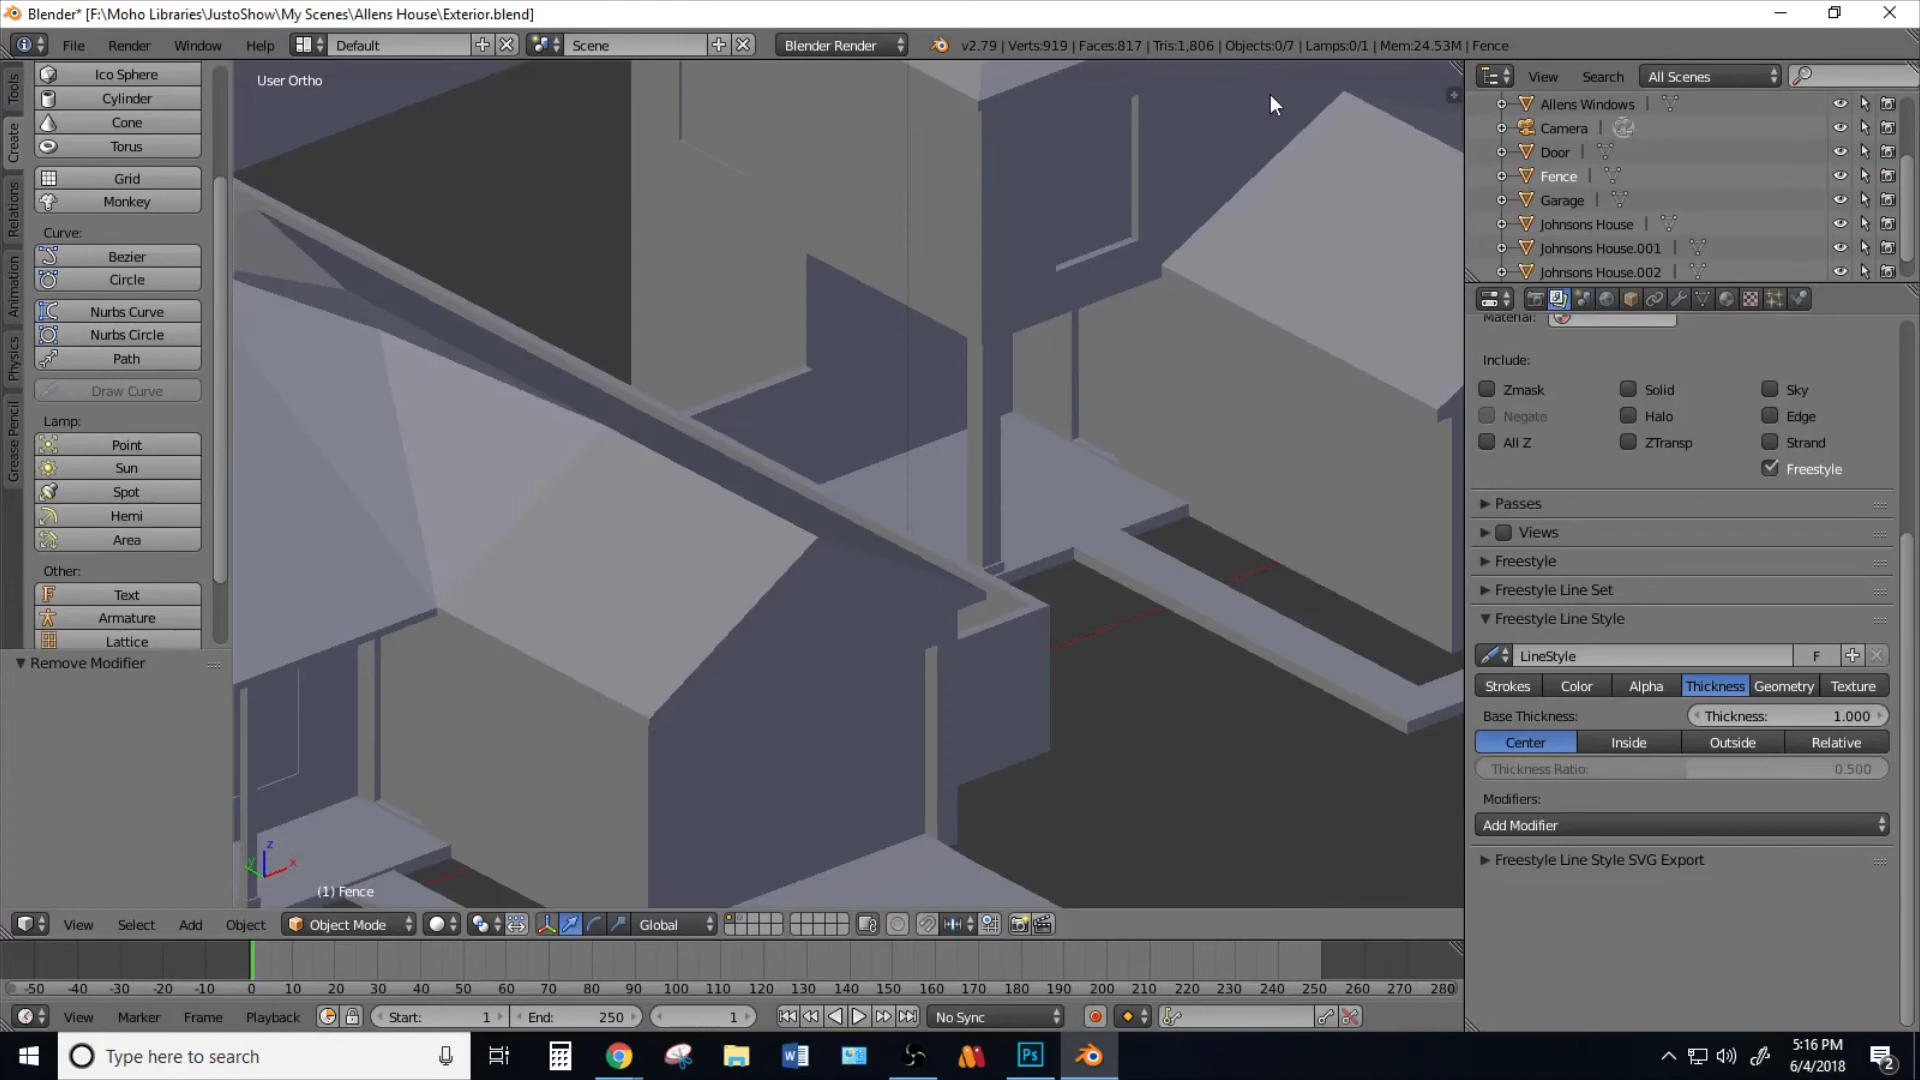 Blender* [F:\Moho Libraries\JustoShow\My Scenes\Allens House\Exterior.blend]
File Render Window Help Default Scene Blender Render v2.79 | Verts:919 | Faces:817 | Tris:1,806 | Objects:0/7 | Lamps:0/1 | Mem:24.53M | Fence
User Ortho
Tools
Create
Relations
Animation
Physics
Grease Pencil
Ico Sphere
Cylinder
Cone
Torus
Grid
Monkey
Curve:
Bezier
Circle
Nurbs Curve
Nurbs Circle
Path
Draw Curve
Lamp:
Point
Sun
Spot
Hemi
Area
Other:
Text
Armature
Lattice
Remove Modifier
z
x
y
(1) Fence
View Search All Scenes
Allens Windows
Camera
Door
Fence
Garage
Johnsons House
Johnsons House.001
Johnsons House.002
Material:
Include:
Zmask Solid Sky
Negate Halo Edge
All Z ZTransp Strand
Freestyle
Passes
Views
Freestyle
Freestyle Line Set
Freestyle Line Style
LineStyle F
Strokes Color Alpha Thickness Geometry Texture
Base Thickness: Thickness: 1.000
Center Inside Outside Relative
Thickness Ratio: 0.500
Modifiers:
Add Modifier
Freestyle Line Style SVG Export
View Select Add Object Object Mode Global
-50 -40 -30 -20 -10 0 10 20 30 40 50 60 70 80 90 100 110 120 130 140 150 160 170 180 190 200 210 220 230 240 250 260 270 280
View Marker Frame Playback Start: 1 End: 250 1 No Sync
Type here to search
Ps
5:16 PM
6/4/2018
2